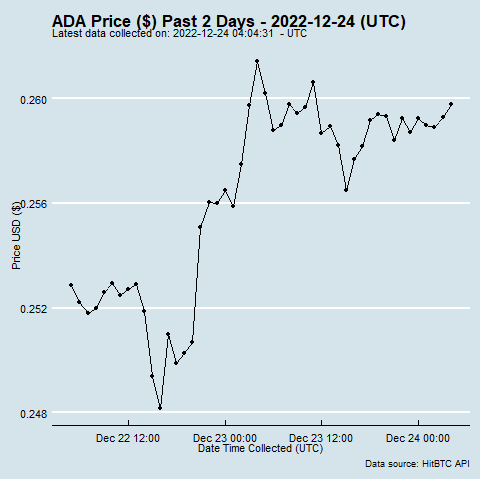 ADA Price ($) Past 2 Days - 2022-12-24 (UTC)
Latest data collected on: 2022-12-24 04:04:31 - UTC
Price USD ($)
0.260
0.256
0.252
0.248
Dec 22 12:00 Dec 23 00:00 Dec 23 12:00 Dec 24 00:00
Date Time Collected (UTC)
Data source: HitBTC API